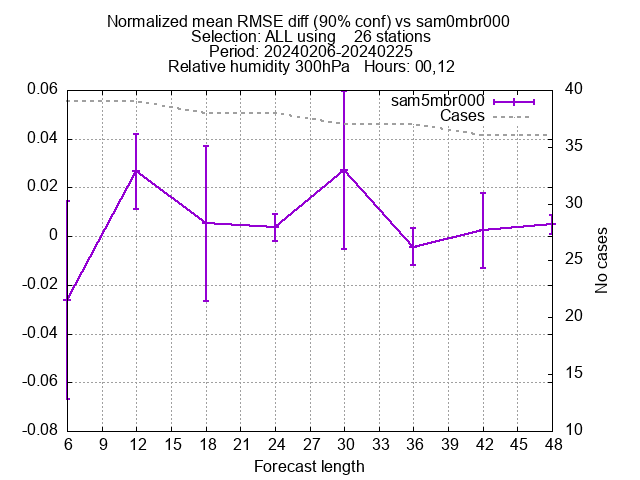 Normalized mean RMSE diff (90% conf) vs sam0mbr000
Selection: ALL using    26 stations
Period: 20240206-20240225
Relative humidity 300hPa   Hours: 00,12
sam5mbr000
Cases
0.06
0.04
0.02
0
-0.02
-0.04
-0.06
-0.08
40
35
30
25
20
15
10
No cases
6 9 12 15 18 21 24 27 30 33 36 39 42 45 48
Forecast length